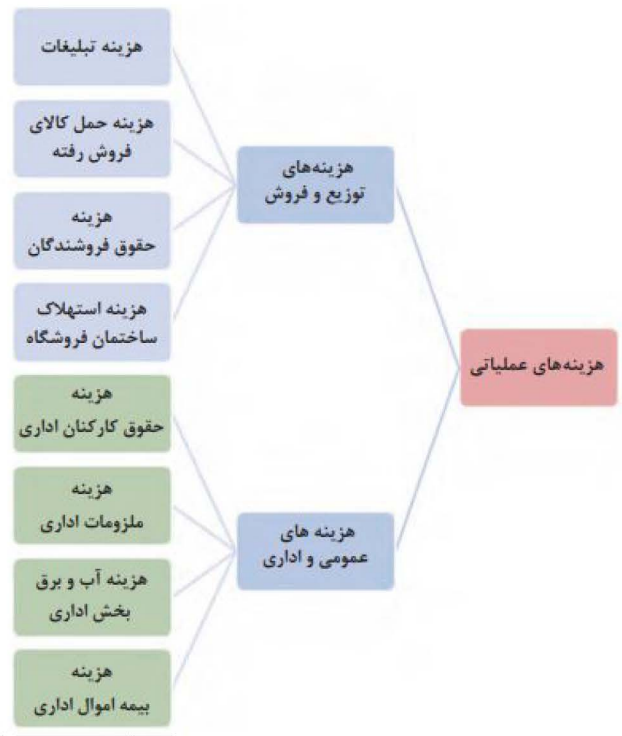 هزینه‌های عملیاتی
هزینه‌های
توزیع و فروش
هزینه تبلیغات
هزینه حمل کالای
فروش رفته
هزینه
حقوق فروشندگان
هزینه استهلاک
ساختمان فروشگاه
هزینه های
عمومی و اداری
هزینه
حقوق کارکنان اداری
هزینه
ملزومات اداری
هزینه آب و برق
بخش اداری
هزینه
بیمه اموال اداری